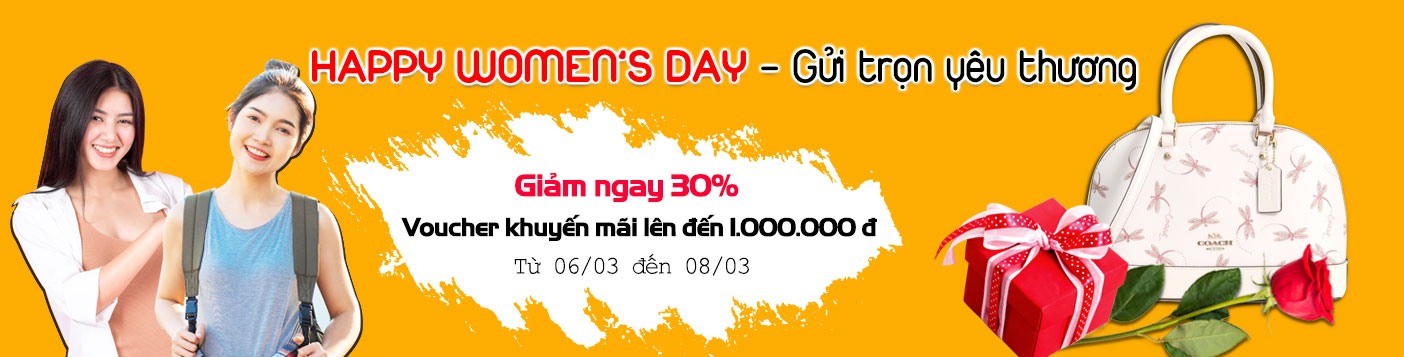 HAPPY WOMEN'S DAY – Gửi trọn yêu thương
Giảm ngay 30%
Voucher khuyến mãi lên đến 1.000.000 đ
Từ 06/03 đến 08/03
COACH